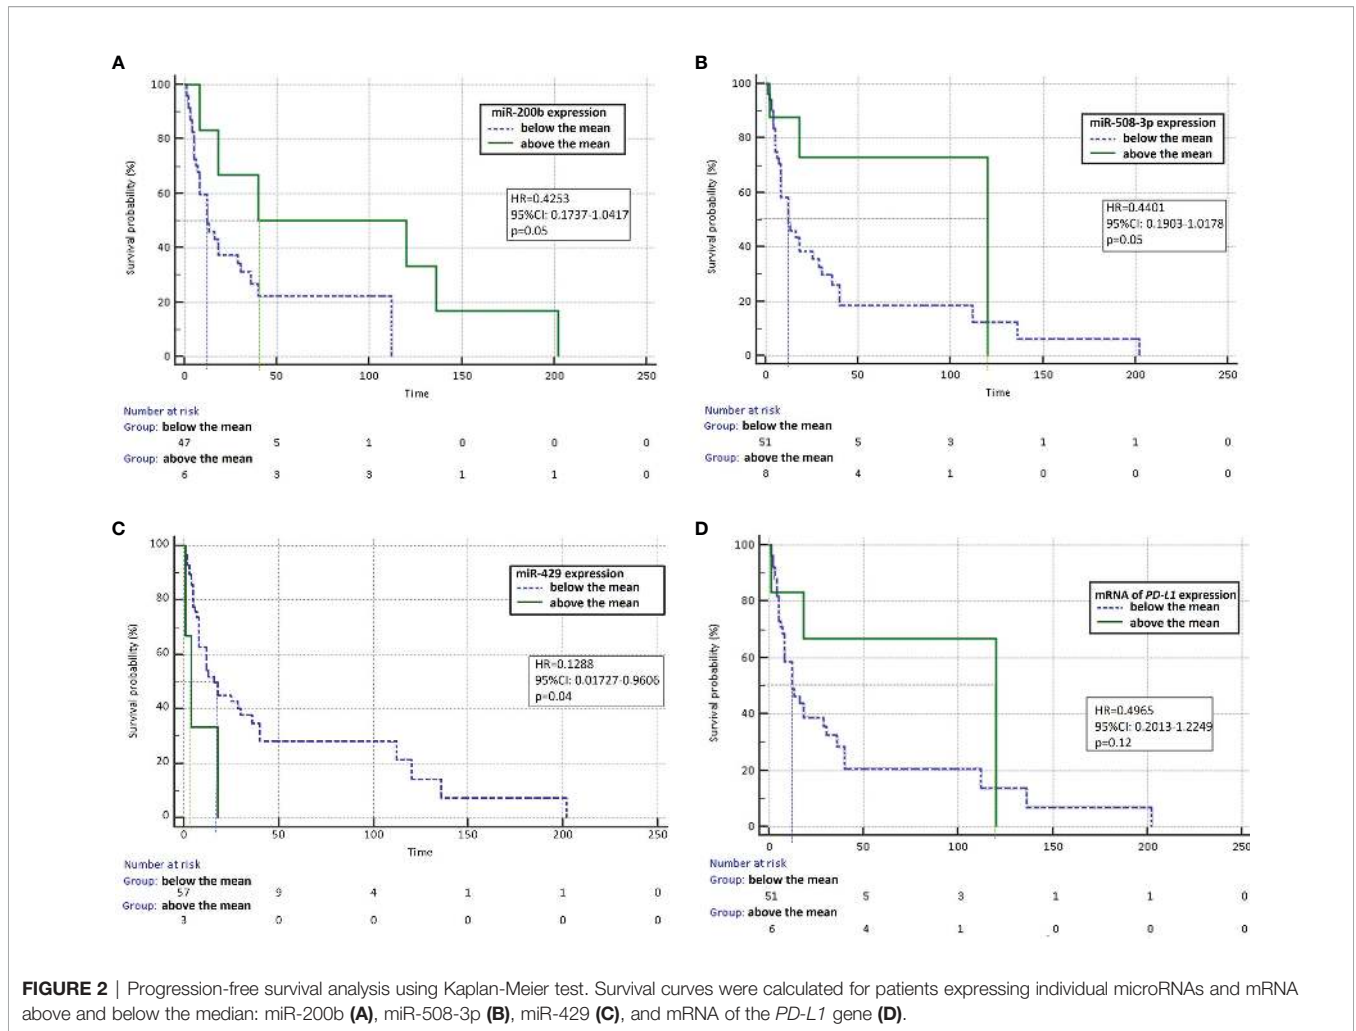 A
100
80
60
40
20
0
Survival probability (%)
miR-200b expression
below the mean
above the mean
HR=0.4253
95%CI: 0.1737-1.0417
p=0.05
0 50 100 150 200 250
Time
Number at risk
Group: below the mean
47 5 1 0 0 0
Group: above the mean
6 3 3 1 1 0
B
100
80
60
40
20
0
Survival probability (%)
miR-508-3p expression
below the mean
above the mean
HR=0.4401
95%CI: 0.1903-1.0178
p=0.05
0 50 100 150 200 250
Time
Number at risk
Group: below the mean
51 5 3 1 1 0
Group: above the mean
8 4 1 0 0 0
C
100
80
60
40
20
0
Survival probability (%)
miR-429 expression
below the mean
above the mean
HR=0.1288
95%CI: 0.01727-0.9606
p=0.04
0 50 100 150 200 250
Time
Number at risk
Group: below the mean
57 9 4 1 1 0
Group: above the mean
3 0 0 0 0 0
D
100
80
60
40
20
0
Survival probability (%)
mRNA of PD-L1 expression
below the mean
above the mean
HR=0.4965
95%CI: 0.2013-1.2249
p=0.12
0 50 100 150 200 250
Number at risk
Group: below the mean
51 5 3 1 1 0
Group: above the mean
6 4 1 0 0 0
FIGURE 2 | Progression-free survival analysis using Kaplan-Meier test. Survival curves were calculated for patients expressing individual microRNAs and mRNA
above and below the median: miR-200b (A), miR-508-3p (B), miR-429 (C), and mRNA of the PD-L1 gene (D).